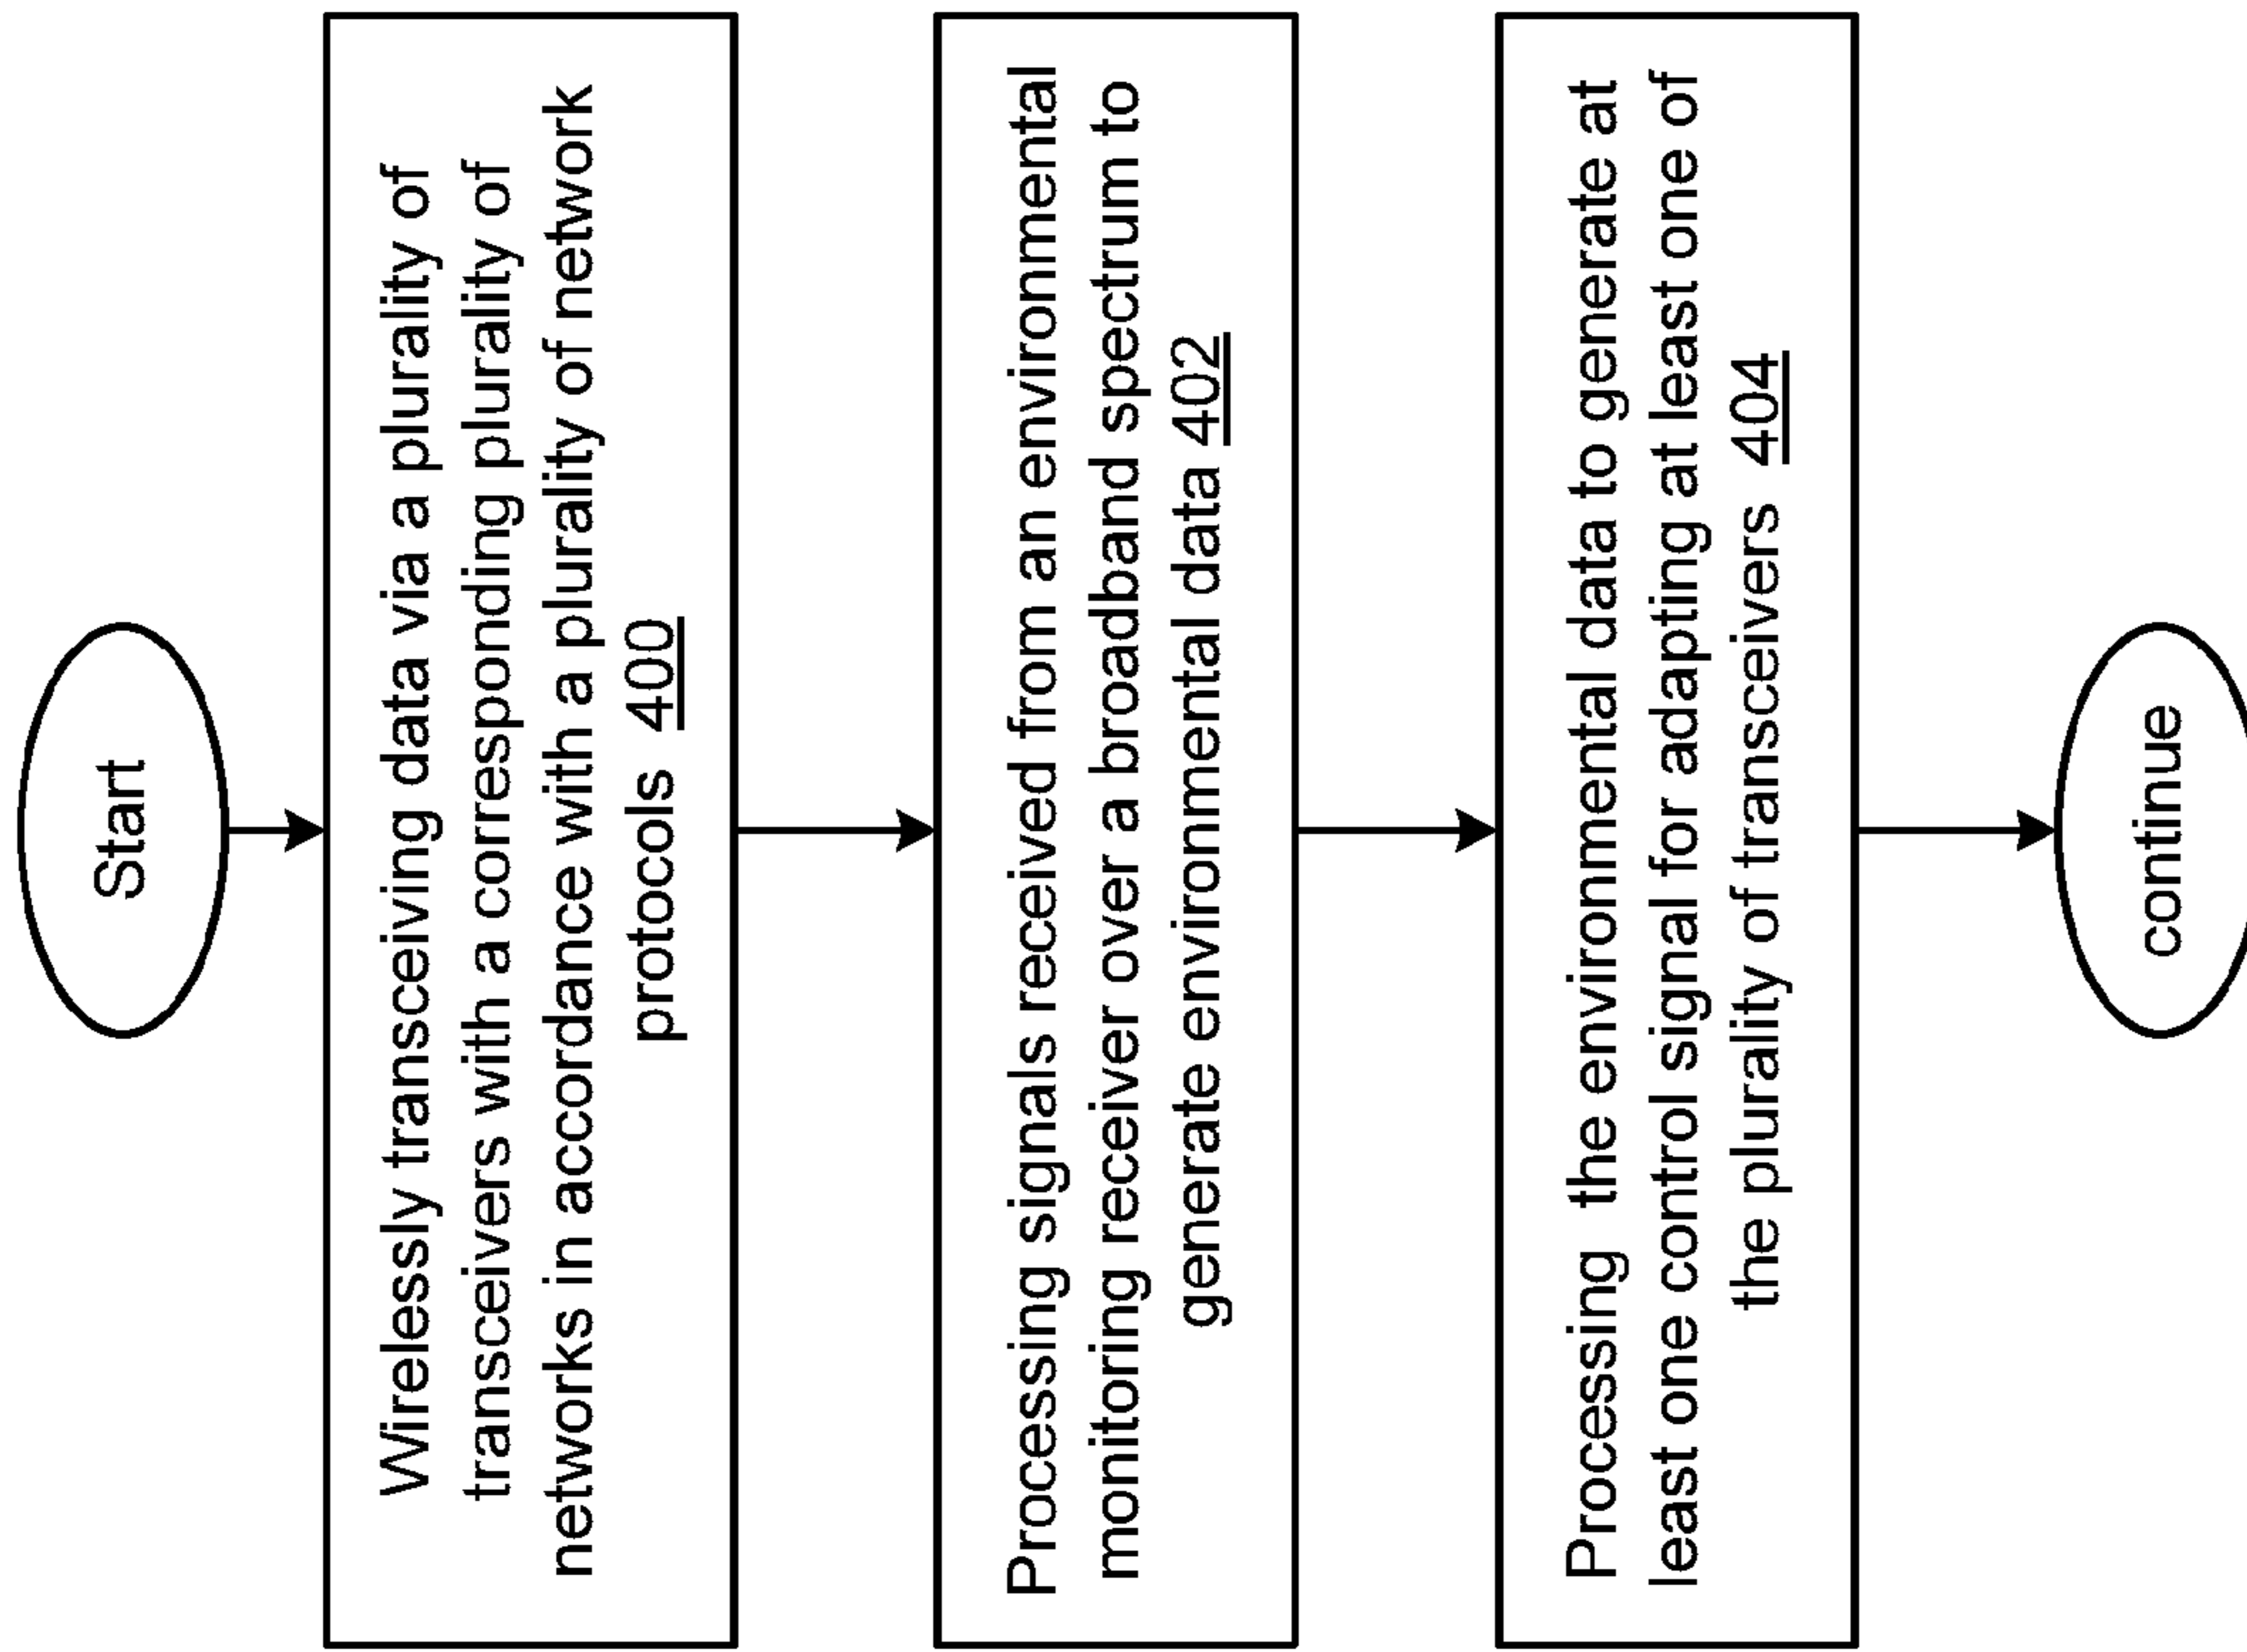 Start
Wirelessly transceiving data via a plurality of
transceivers with a corresponding plurality of
networks in accordance with a plurality of network
protocols 400
Processing signals received from an environmental
monitoring receiver over a broadband spectrum to
generate environmental data 402
Processing the environmental data to generate at
least one control signal for adapting at least one of
the plurality of transceivers 404
continue